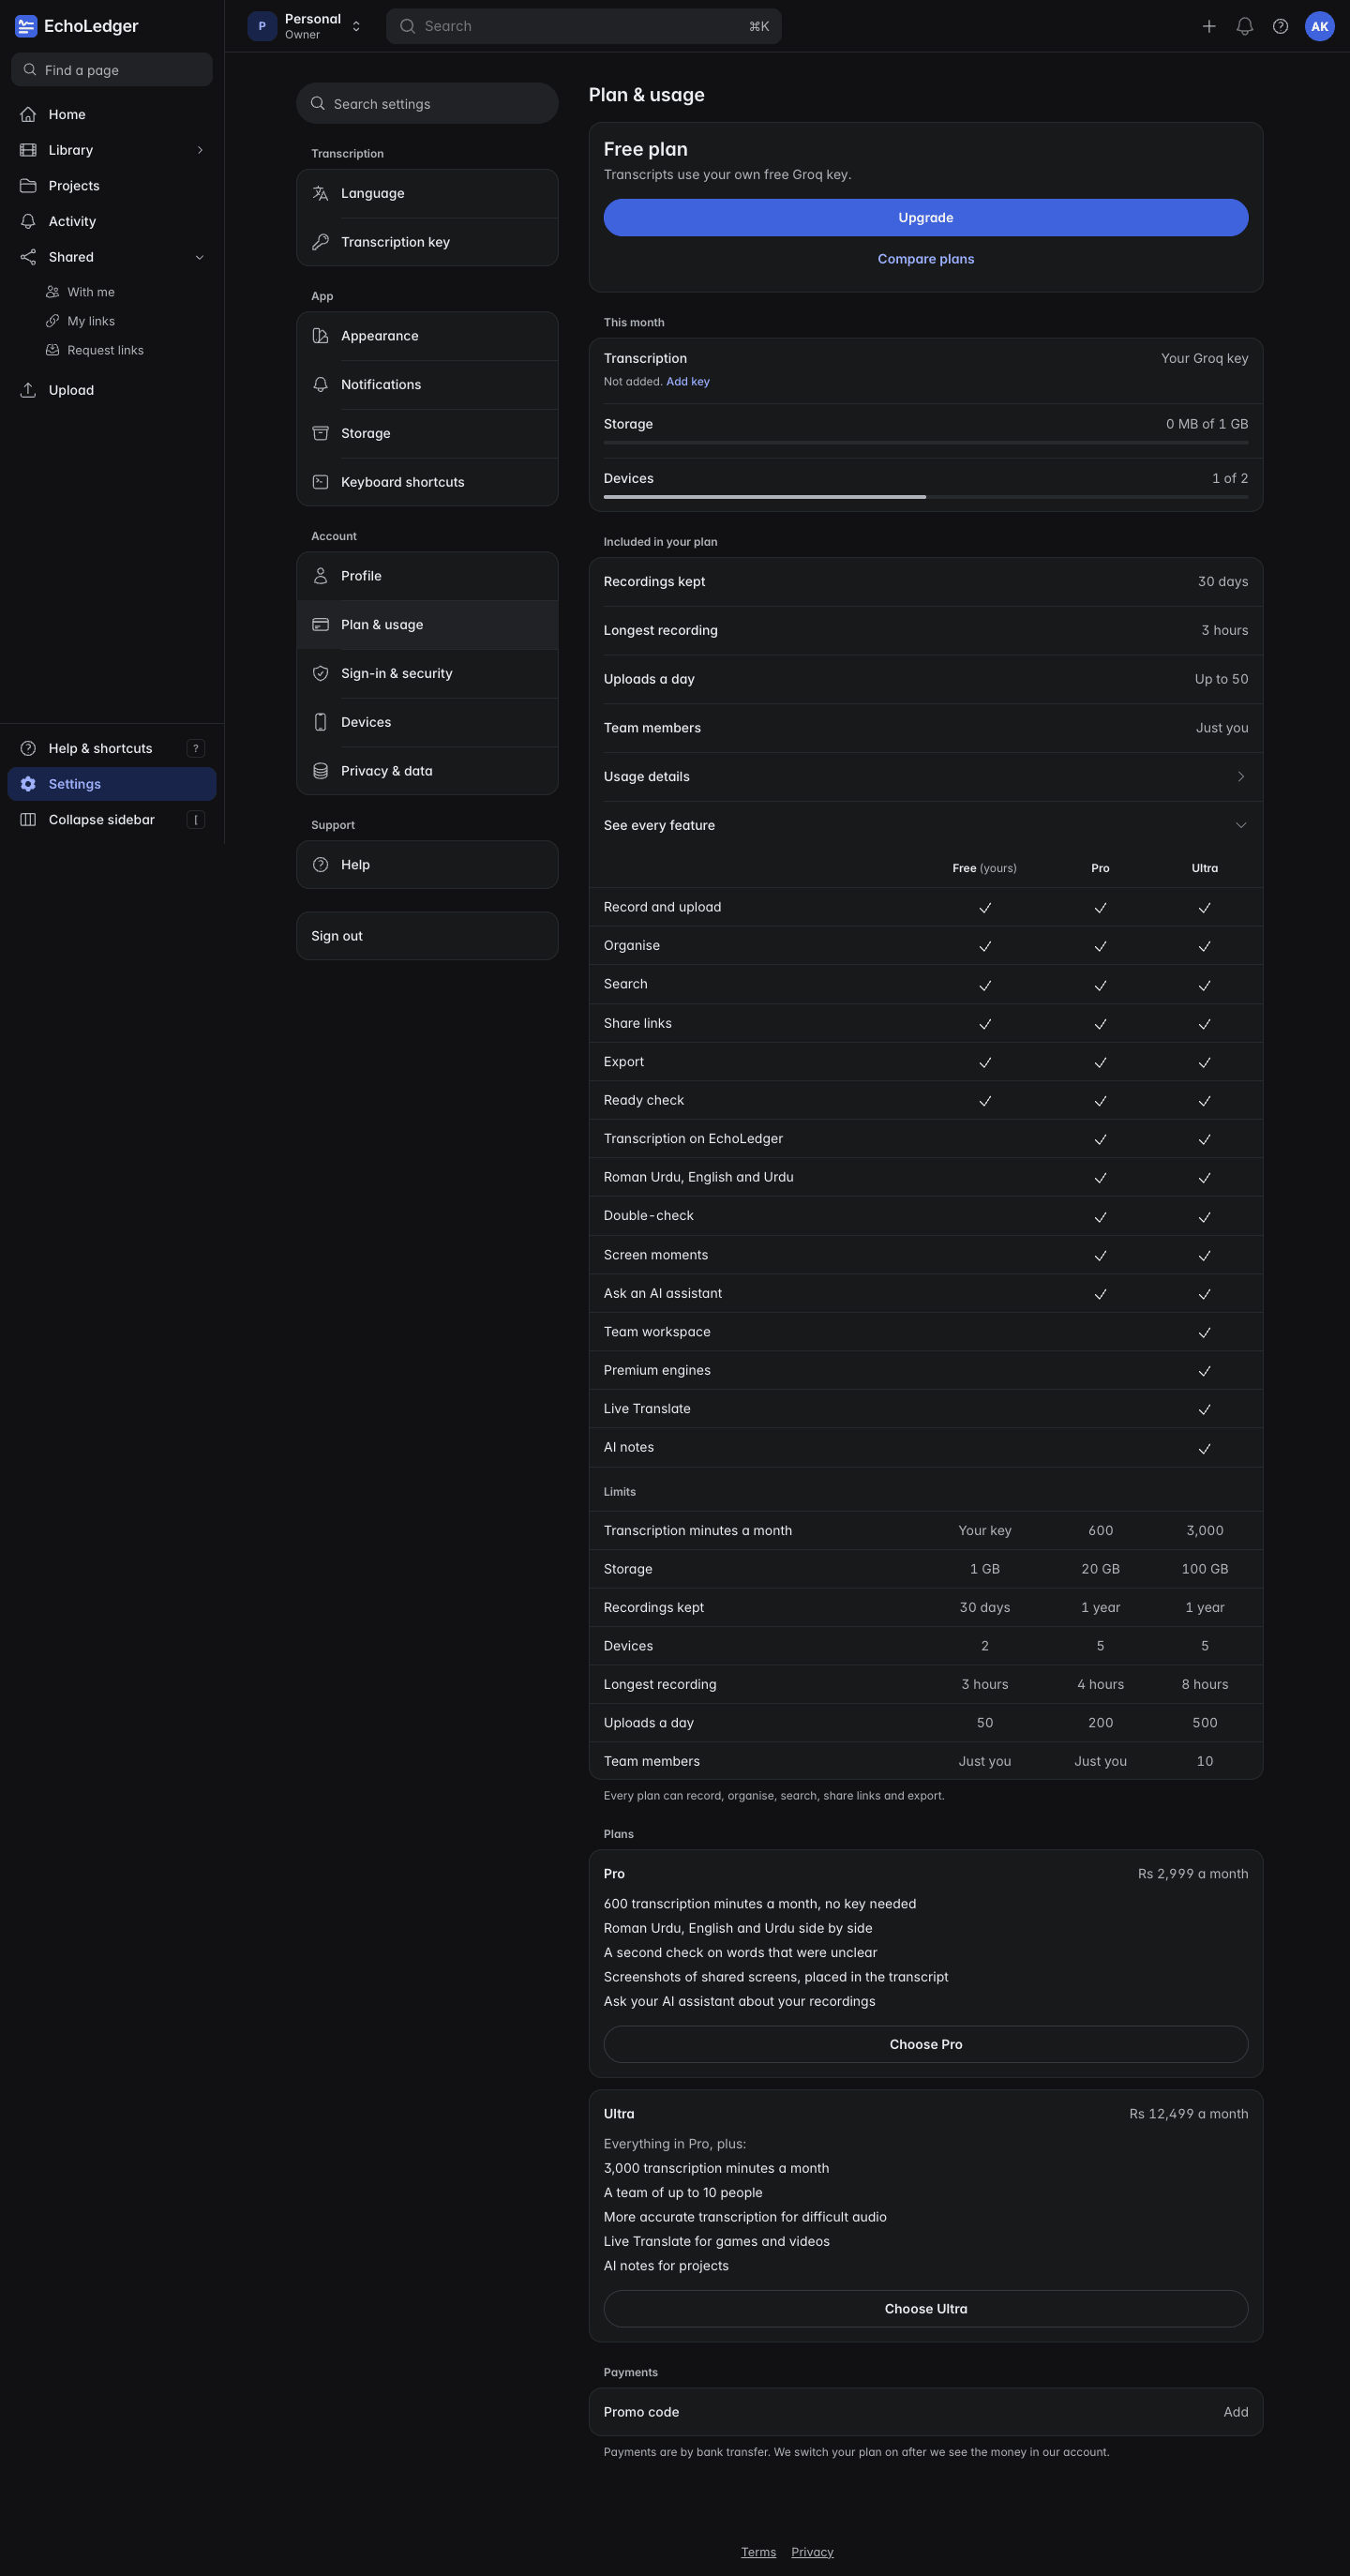 EchoLedger
Find a page
Home
Library
Projects
Activity
Shared
With me
My links
Request links
Upload
Help & shortcuts ?
Settings
Collapse sidebar [
P Personal
Owner
Search ⌘K
AK
Search settings
Transcription
Language
Transcription key
App
Appearance
Notifications
Storage
Keyboard shortcuts
Account
Profile
Plan & usage
Sign-in & security
Devices
Privacy & data
Support
Help
Sign out
Plan & usage
Free plan
Transcripts use your own free Groq key.
Upgrade
Compare plans
This month
Transcription Your Groq key
Not added. Add key
Storage 0 MB of 1 GB
Devices 1 of 2
Included in your plan
Recordings kept 30 days
Longest recording 3 hours
Uploads a day Up to 50
Team members Just you
Usage details
See every feature
Free (yours) Pro Ultra
Record and upload ✓ ✓ ✓
Organise ✓ ✓ ✓
Search ✓ ✓ ✓
Share links ✓ ✓ ✓
Export ✓ ✓ ✓
Ready check ✓ ✓ ✓
Transcription on EchoLedger ✓ ✓
Roman Urdu, English and Urdu ✓ ✓
Double-check ✓ ✓
Screen moments ✓ ✓
Ask an AI assistant ✓ ✓
Team workspace ✓
Premium engines ✓
Live Translate ✓
AI notes ✓
Limits
Transcription minutes a month Your key 600 3,000
Storage 1 GB 20 GB 100 GB
Recordings kept 30 days 1 year 1 year
Devices 2 5 5
Longest recording 3 hours 4 hours 8 hours
Uploads a day 50 200 500
Team members Just you Just you 10
Every plan can record, organise, search, share links and export.
Plans
Pro Rs 2,999 a month
600 transcription minutes a month, no key needed
Roman Urdu, English and Urdu side by side
A second check on words that were unclear
Screenshots of shared screens, placed in the transcript
Ask your AI assistant about your recordings
Choose Pro
Ultra Rs 12,499 a month
Everything in Pro, plus:
3,000 transcription minutes a month
A team of up to 10 people
More accurate transcription for difficult audio
Live Translate for games and videos
AI notes for projects
Choose Ultra
Payments
Promo code Add
Payments are by bank transfer. We switch your plan on after we see the money in our account.
Terms Privacy